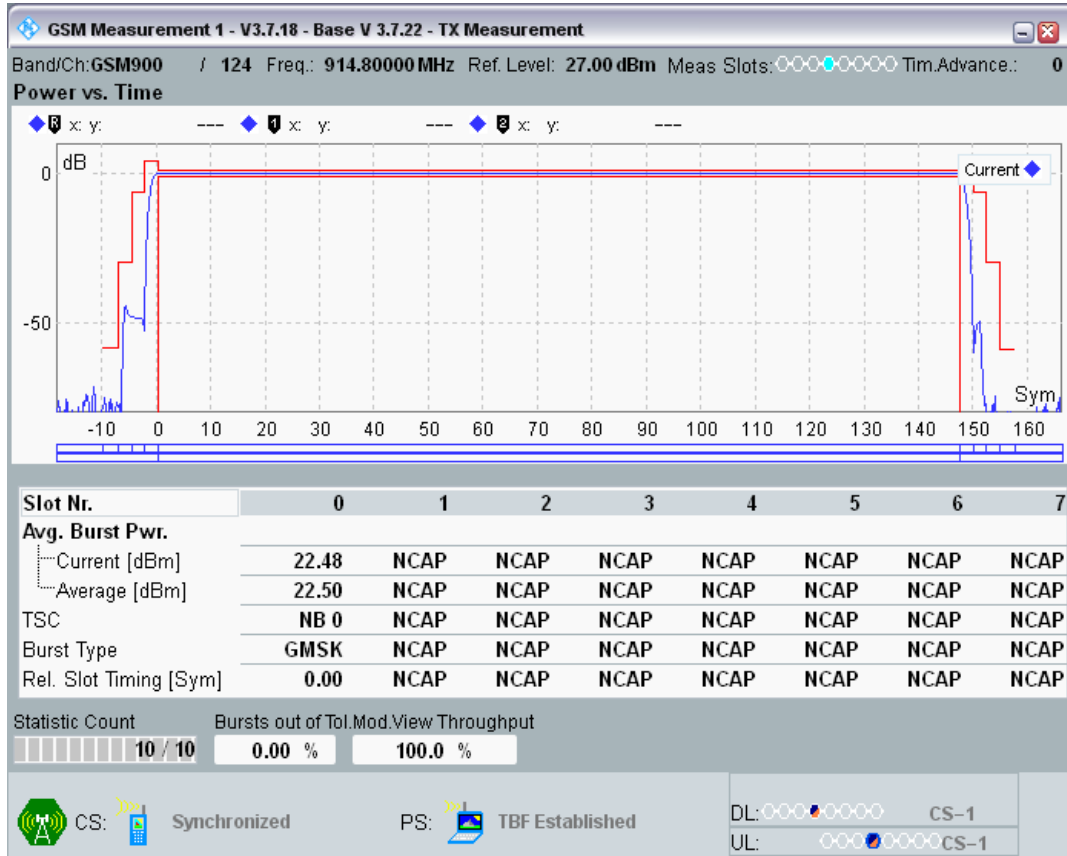 GSM Measurement 1 - V3.7.18 - Base V 3.7.22 - TX Measurement
Band/Ch:GSM900 / 124 Freq.: 914.80000 MHz Ref. Level: 27.00 dBm Meas Slots: Tim.Advance.: 0
Power vs. Time
R x: y: --- 1 x: y: --- 2 x: y: ---
dB
Current
0
-50
Sym
-10 0 10 20 30 40 50 60 70 80 90 100 110 120 130 140 150 160
Slot Nr. 0 1 2 3 4 5 6 7
Avg. Burst Pwr.
Current [dBm] 22.48 NCAP NCAP NCAP NCAP NCAP NCAP NCAP
Average [dBm] 22.50 NCAP NCAP NCAP NCAP NCAP NCAP NCAP
TSC NB 0 NCAP NCAP NCAP NCAP NCAP NCAP NCAP
Burst Type GMSK NCAP NCAP NCAP NCAP NCAP NCAP NCAP
Rel. Slot Timing [Sym] 0.00 NCAP NCAP NCAP NCAP NCAP NCAP NCAP
Statistic Count Bursts out of Tol.Mod.View Throughput
10 / 10 0.00 % 100.0 %
CS: Synchronized PS: TBF Established DL: CS-1
UL: CS-1